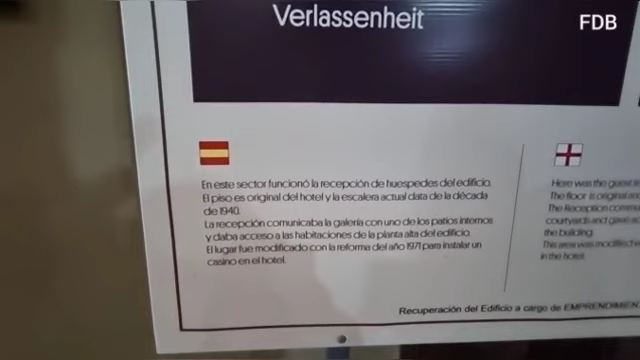 Verlassenheit
FDB
En este sector funcionó la recepción de huespedes del edificio.
El piso es original del hotel y la escalera actual data de la década
de 1940.
La recepción comunicaba la galería con uno de los patios internos
y daba acceso a las habitaciones de la planta alta del edificio.
El lugar fue modificado con la reforma del año 1971 para instalar un
casino en el hotel.
Here was the guest
The floor is original and
The Reception
courtyards and gave
the building.
This area was modified
in the hotel.
Recuperación del Edificio a cargo de EMPRENDIMIEN